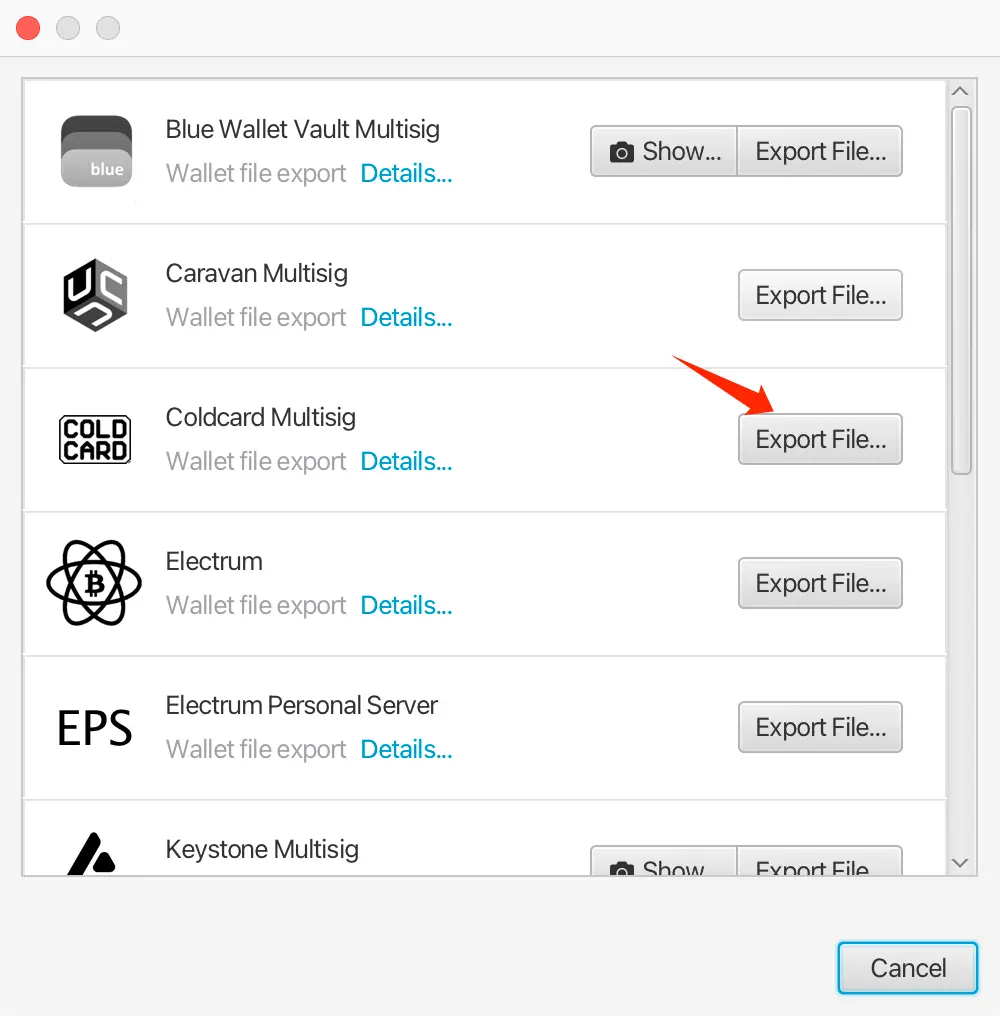 Blue Wallet Vault Multisig
blue
Wallet file export Details...
Show... Export File...
Caravan Multisig
UCN
Wallet file export Details...
Export File...
Coldcard Multisig
COLD
CARD
Wallet file export Details...
Export File...
Electrum
Wallet file export Details...
Export File...
Electrum Personal Server
EPS
Wallet file export Details...
Export File...
Keystone Multisig
Show... Export File...
Cancel